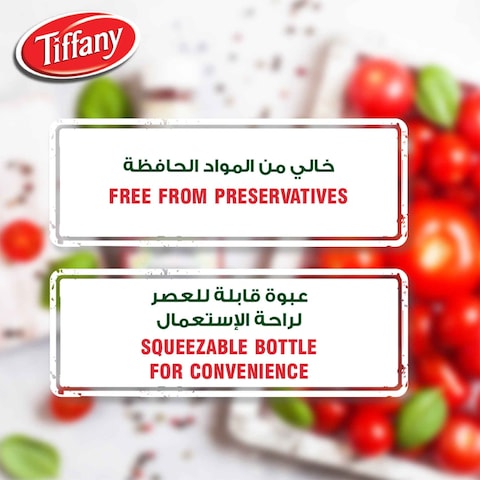 Tiffany
خالي من المواد الحافظة
FREE FROM PRESERVATIVES
عبوة قابلة للعصر
لراحة الإستعمال
SQUEEZABLE BOTTLE
FOR CONVENIENCE